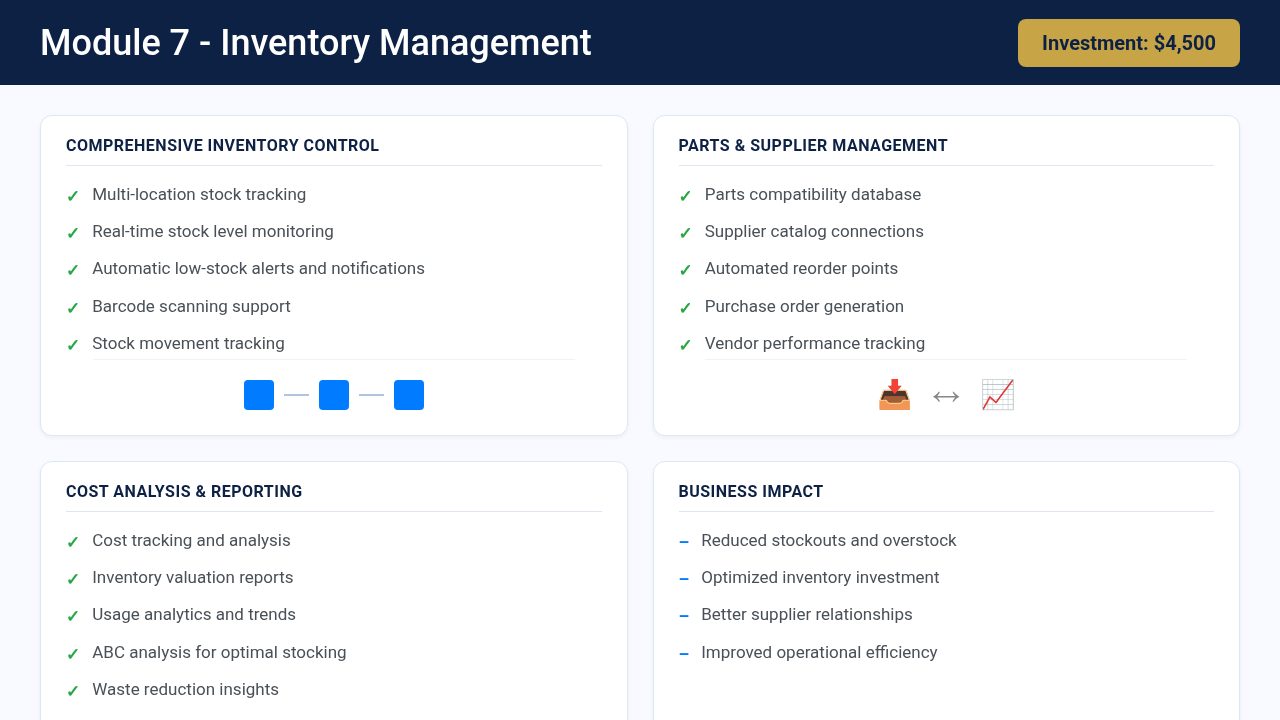 Module 7 - Inventory Management
Investment: $4,500
COMPREHENSIVE INVENTORY CONTROL
✓ Multi-location stock tracking
✓ Real-time stock level monitoring
✓ Automatic low-stock alerts and notifications
✓ Barcode scanning support
✓ Stock movement tracking
PARTS & SUPPLIER MANAGEMENT
✓ Parts compatibility database
✓ Supplier catalog connections
✓ Automated reorder points
✓ Purchase order generation
✓ Vendor performance tracking
COST ANALYSIS & REPORTING
✓ Cost tracking and analysis
✓ Inventory valuation reports
✓ Usage analytics and trends
✓ ABC analysis for optimal stocking
✓ Waste reduction insights
BUSINESS IMPACT
– Reduced stockouts and overstock
– Optimized inventory investment
– Better supplier relationships
– Improved operational efficiency